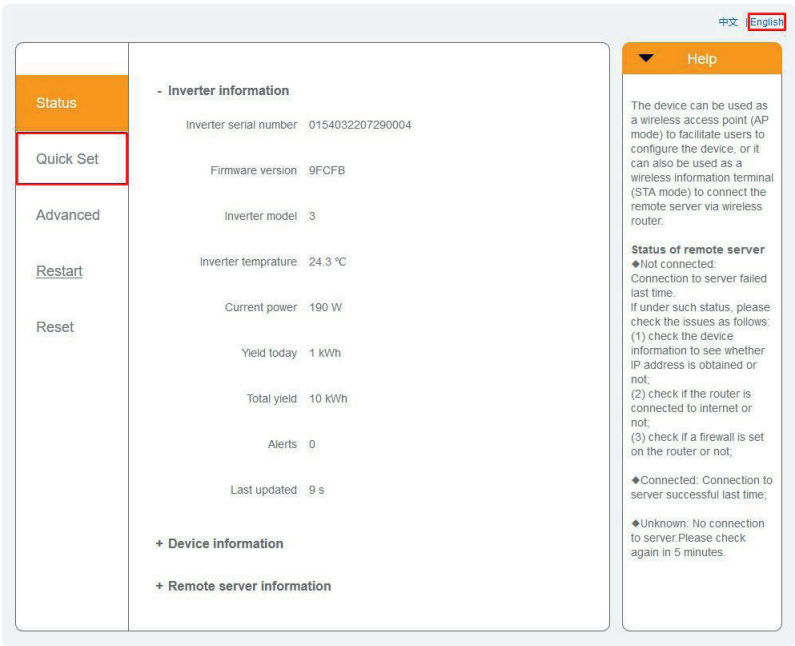 中文 | English
Status
Quick Set
Advanced
Restart
Reset
- Inverter information
Inverter serial number 0154032207290004
Firmware version 9FCFB
Inverter model 3
Inverter temprature 24.3 ℃
Current power 190 W
Yield today 1 kWh
Total yield 10 kWh
Alerts 0
Last updated 9 s
+ Device information
+ Remote server information
Help
The device can be used as
a wireless access point (AP
mode) to facilitate users to
configure the device, or it
can also be used as a
wireless information terminal
(STA mode) to connect the
remote server via wireless
router.
Status of remote server
◆Not connected:
Connection to server failed
last time.
If under such status, please
check the issues as follows:
(1) check the device
information to see whether
IP address is obtained or
not;
(2) check if the router is
connected to internet or
not;
(3) check if a firewall is set
on the router or not;
◆Connected: Connection to
server successful last time;
◆Unknown: No connection
to server.Please check
again in 5 minutes.